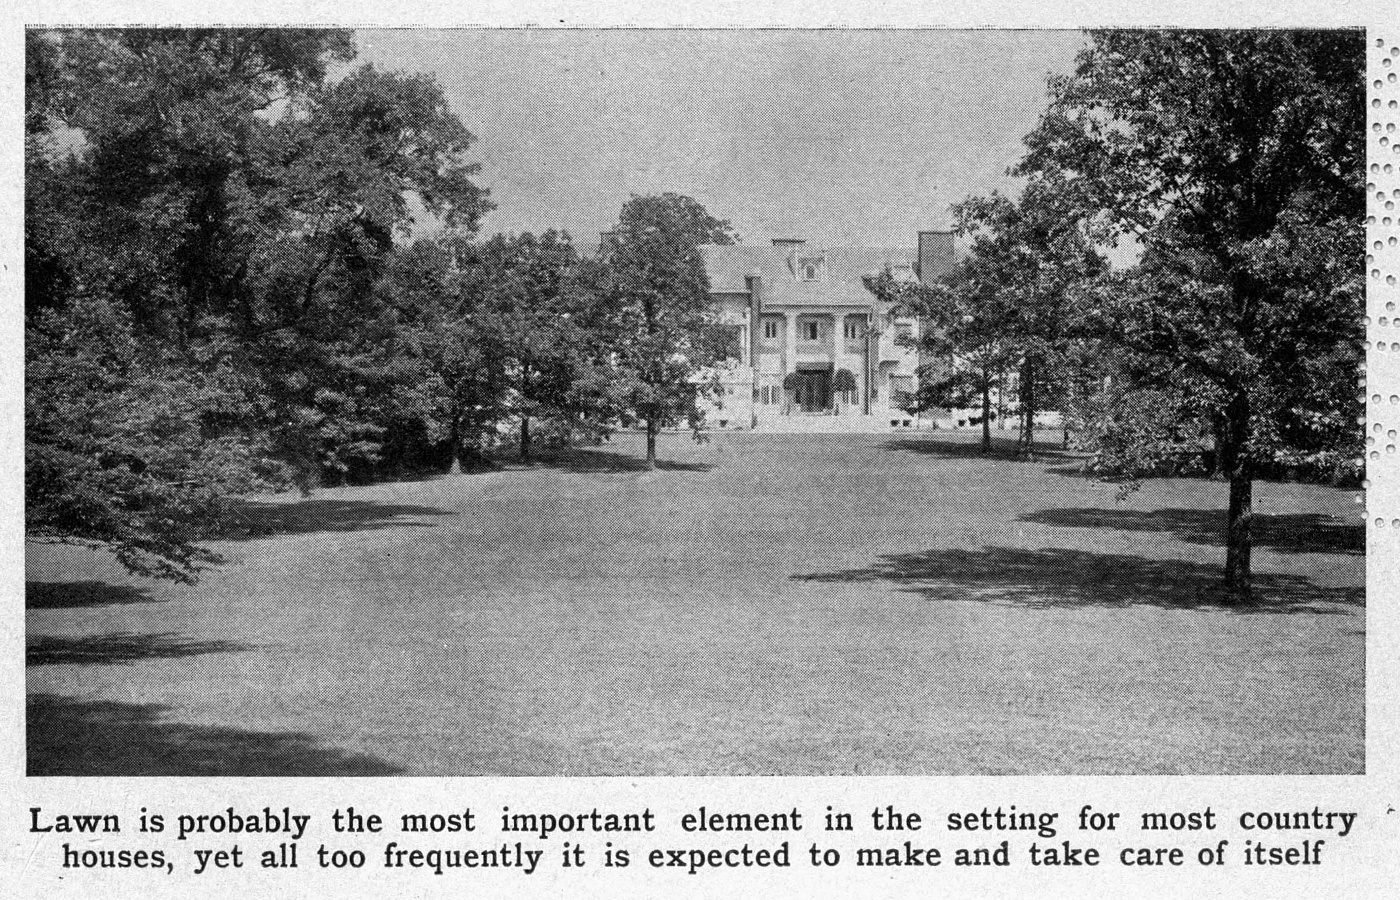 Lawn is probably the most important element in the setting for most country
houses, yet all too frequently it is expected to make and take care of itself